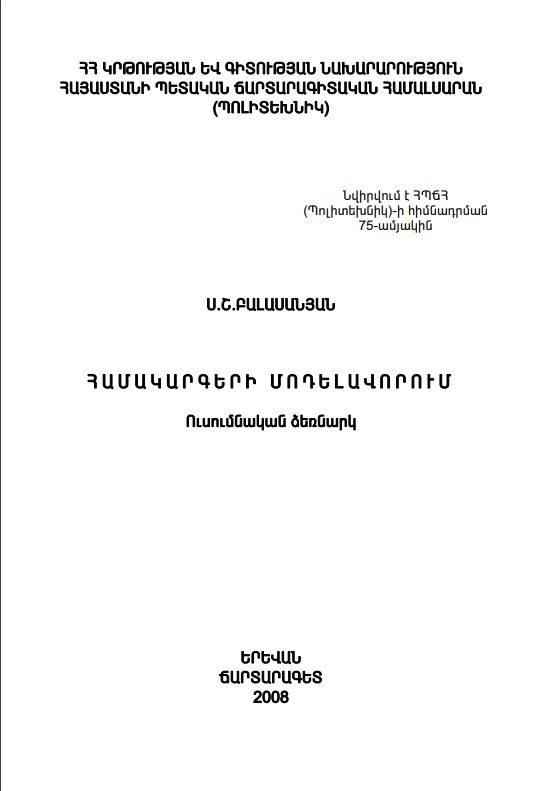 ՀՀ ԿՐԹՈՒԹՅԱՆ ԵՎ ԳԻՏՈՒԹՅԱՆ ՆԱԽԱՐԱՐՈՒԹՅՈՒՆ
ՀԱՅԱՍՏԱՆԻ ՊԵՏԱԿԱՆ ՃԱՐՏԱՐԱԳԻՏԱԿԱՆ ՀԱՄԱԼՍԱՐԱՆ
(ՊՈԼԻՏԵԽՆԻԿ)
Նվիրվում է ՀՊՃՀ
(Պոլիտեխնիկ)-ի հիմնադրման
75-ամյակին
Ս.Շ.ԲԱԼԱՍԱՆՅԱՆ
ՀԱՄԱԿԱՐԳԵՐԻ ՄՈԴԵԼԱՎՈՐՈՒՄ
Ուսումնական ձեռնարկ
ԵՐԵՎԱՆ
ՃԱՐՏԱՐԱԳԵՏ
2008